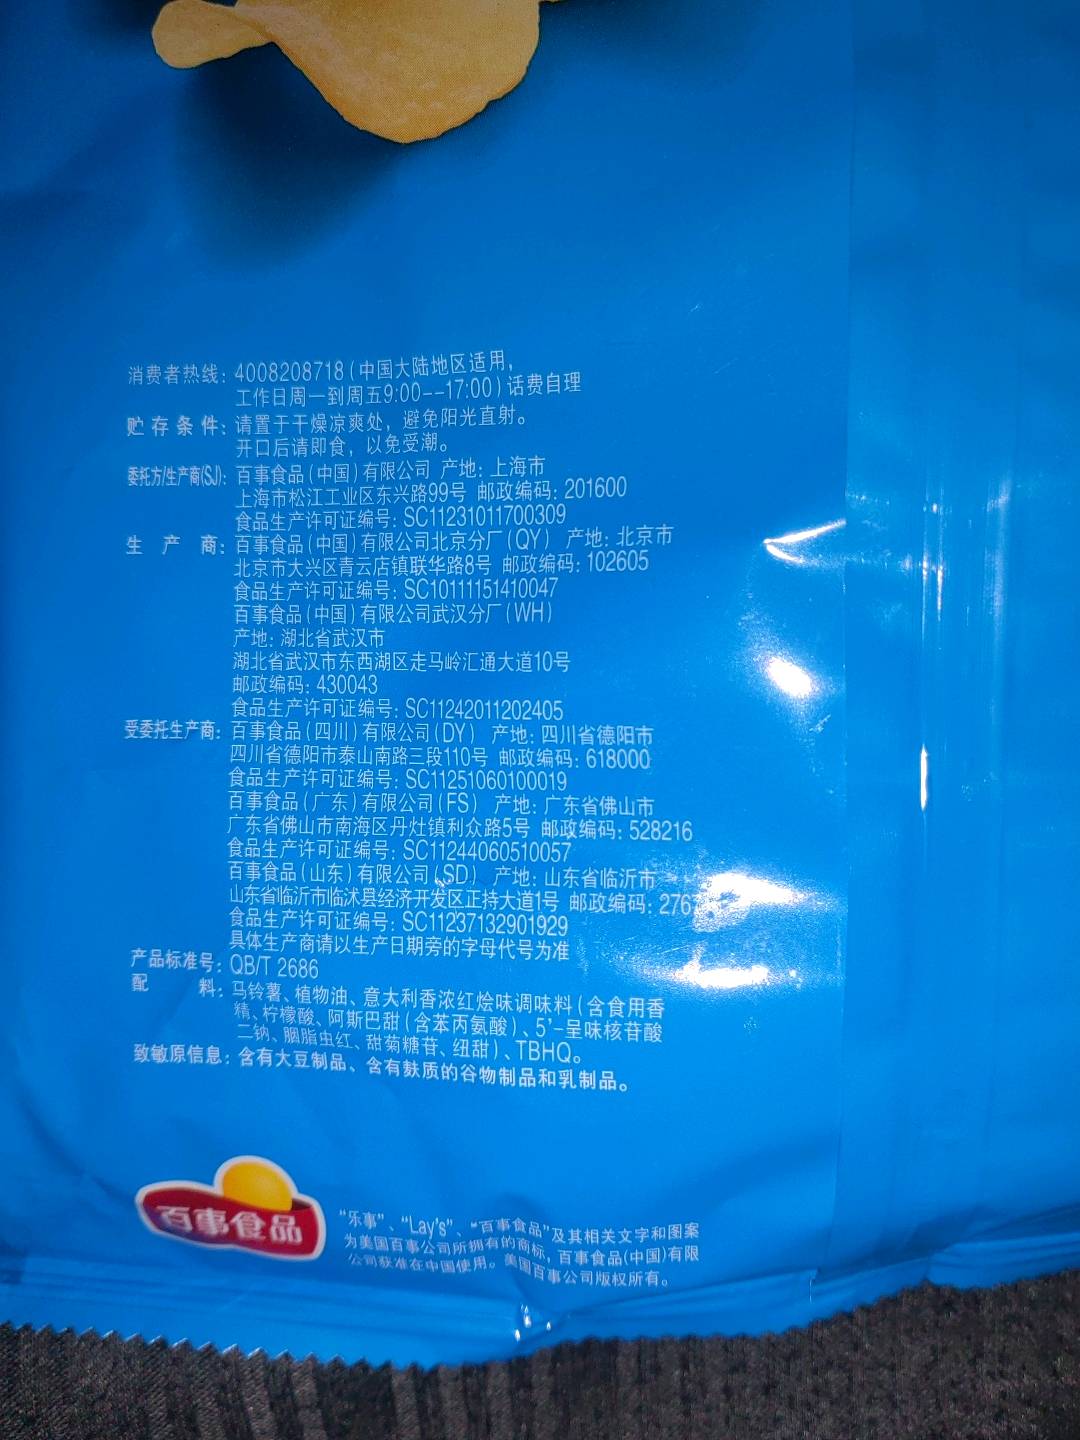 消费者热线：4008208718（中国大陆地区适用，
工作日周一到周五9:00--17:00）话费自理
贮存条件：请置于干燥凉爽处，避免阳光直射。
开口后请即食，以免受潮。
委托方/生产商(SJ)：百事食品（中国）有限公司 产地：上海市
上海市松江工业区东兴路99号 邮政编码：201600
食品生产许可证编号：SC11231011700309
生产商：百事食品（中国）有限公司北京分厂（QY） 产地：北京市
北京市大兴区青云店镇联华路8号 邮政编码：102605
食品生产许可证编号：SC10111151410047
百事食品（中国）有限公司武汉分厂（WH）
产地：湖北省武汉市
湖北省武汉市东西湖区走马岭汇通大道10号
邮政编码：430043
食品生产许可证编号：SC11242011202405
受委托生产商：百事食品（四川）有限公司（DY） 产地：四川省德阳市
四川省德阳市泰山南路三段110号 邮政编码：618000
食品生产许可证编号：SC11251060100019
百事食品（广东）有限公司（FS） 产地：广东省佛山市
广东省佛山市南海区丹灶镇利众路5号 邮政编码：528216
食品生产许可证编号：SC11244060510057
百事食品（山东）有限公司（SD） 产地：山东省临沂市
山东省临沂市临沭县经济开发区正持大道1号 邮政编码：
食品生产许可证编号：SC11237132901929
具体生产商请以生产日期旁的字母代号为准
产品标准号：QB/T 2686
配料：马铃薯、植物油、意大利香浓红烩味调味料（含食用香
精、柠檬酸、阿斯巴甜（含苯丙氨酸）、5'-呈味核苷酸
二钠、胭脂虫红、甜菊糖苷、纽甜）、TBHQ。
致敏原信息：含有大豆制品、含有麸质的谷物制品和乳制品。
百事食品
“乐事”、“Lay's”、“百事食品”及其相关文字和图案
为美国百事公司所拥有的商标，百事食品(中国)有限
公司获准在中国使用。美国百事公司版权所有。